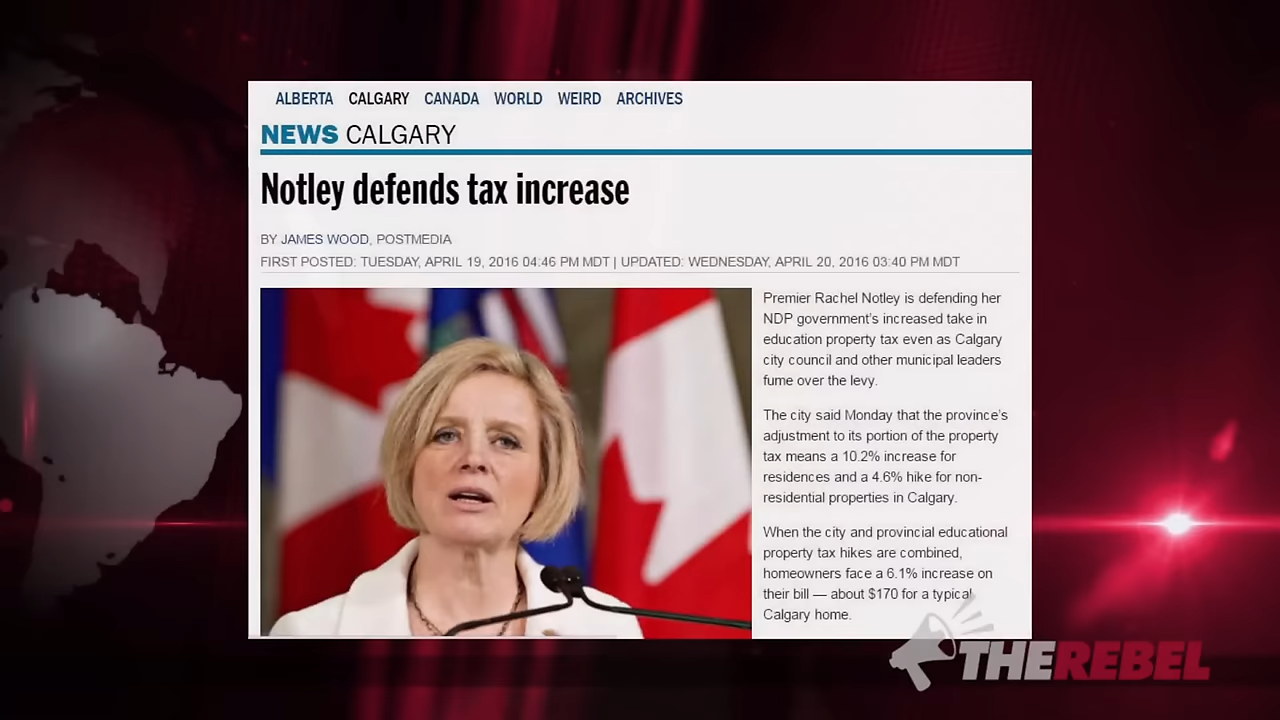 ALBERTA CALGARY CANADA WORLD WEIRD ARCHIVES
NEWS CALGARY
Notley defends tax increase
BY JAMES WOOD, POSTMEDIA
FIRST POSTED: TUESDAY, APRIL 19, 2016 04:46 PM MDT | UPDATED: WEDNESDAY, APRIL 20, 2016 03:40 PM MDT
Premier Rachel Notley is defending her
NDP government's increased take in
education property tax even as Calgary
city council and other municipal leaders
fume over the levy.
The city said Monday that the province's
adjustment to its portion of the property
tax means a 10.2% increase for
residences and a 4.6% hike for non-
residential properties in Calgary.
When the city and provincial educational
property tax hikes are combined,
homeowners face a 6.1% increase on
their bill — about $170 for a typical
Calgary home.
THEREBEL